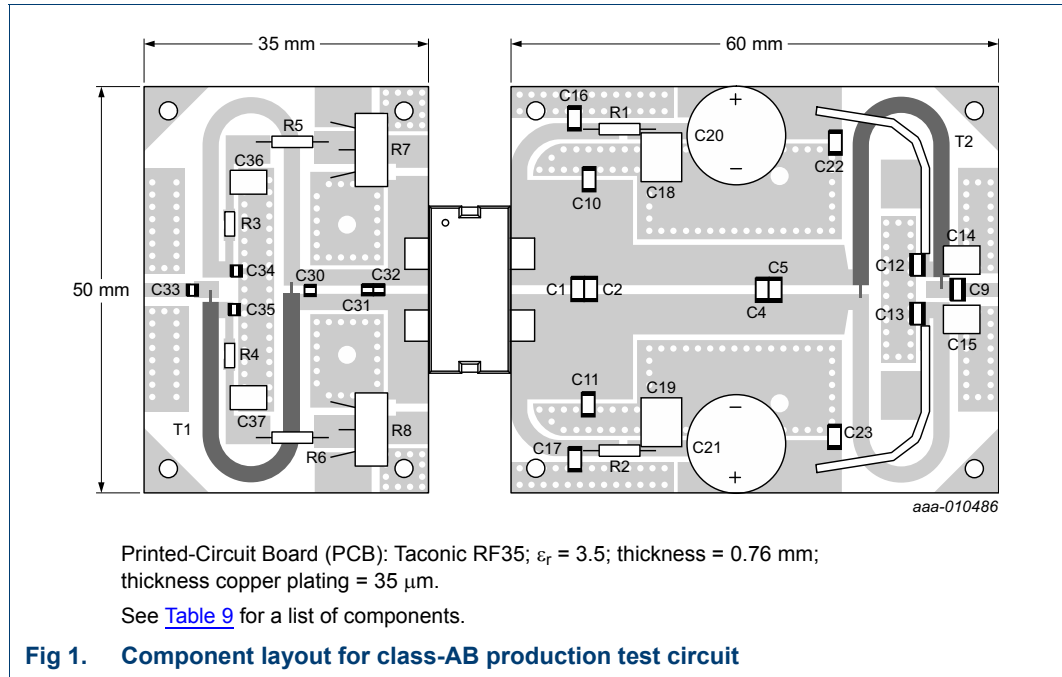 35 mm
60 mm
50 mm
C16
R1
C20
+
−
C22
T2
R5
R7
C36
C18
C10
R3
C14
C34
C30
C32
C12
C33
C31
C1
C2
C5
C4
C9
C35
C13
C15
R4
C11
C19
C37
T1
R8
R6
C17
R2
C21
−
+
C23
aaa-010486
Printed-Circuit Board (PCB): Taconic RF35; εr = 3.5; thickness = 0.76 mm;
thickness copper plating = 35 μm.
See Table 9 for a list of components.
Fig 1. Component layout for class-AB production test circuit